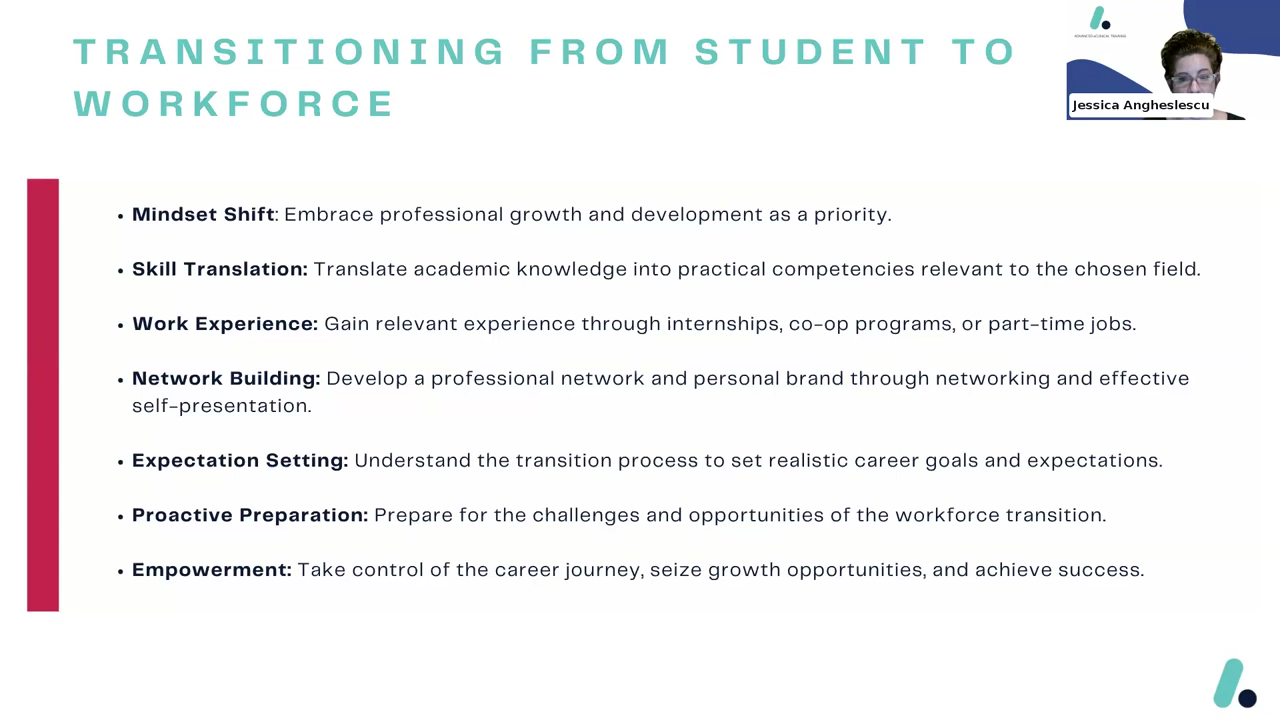 TRANSITIONING FROM STUDENT TO
WORKFORCE
ADVANCED eCLINICAL TRAINING
Jessica Angheslescu
• Mindset Shift: Embrace professional growth and development as a priority.
• Skill Translation: Translate academic knowledge into practical competencies relevant to the chosen field.
• Work Experience: Gain relevant experience through internships, co-op programs, or part-time jobs.
• Network Building: Develop a professional network and personal brand through networking and effective
self-presentation.
• Expectation Setting: Understand the transition process to set realistic career goals and expectations.
• Proactive Preparation: Prepare for the challenges and opportunities of the workforce transition.
• Empowerment: Take control of the career journey, seize growth opportunities, and achieve success.